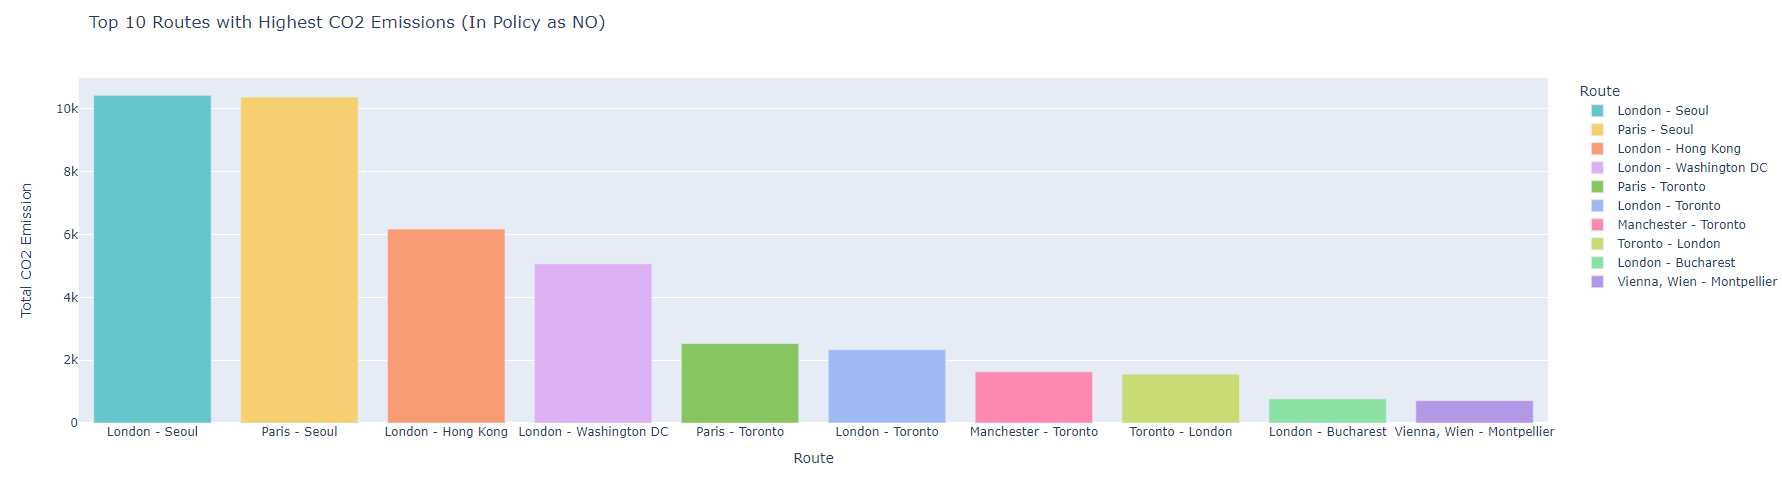 Top 10 Routes with Highest CO2 Emissions (In Policy as NO)
Total CO2 Emission
10k
8k
6k
4k
2k
0
London - Seoul
Paris - Seoul
London - Hong Kong
London - Washington DC
Paris - Toronto
London - Toronto
Manchester - Toronto
Toronto - London
London - Bucharest
Vienna, Wien - Montpellier
Route
Route
London - Seoul
Paris - Seoul
London - Hong Kong
London - Washington DC
Paris - Toronto
London - Toronto
Manchester - Toronto
Toronto - London
London - Bucharest
Vienna, Wien - Montpellier